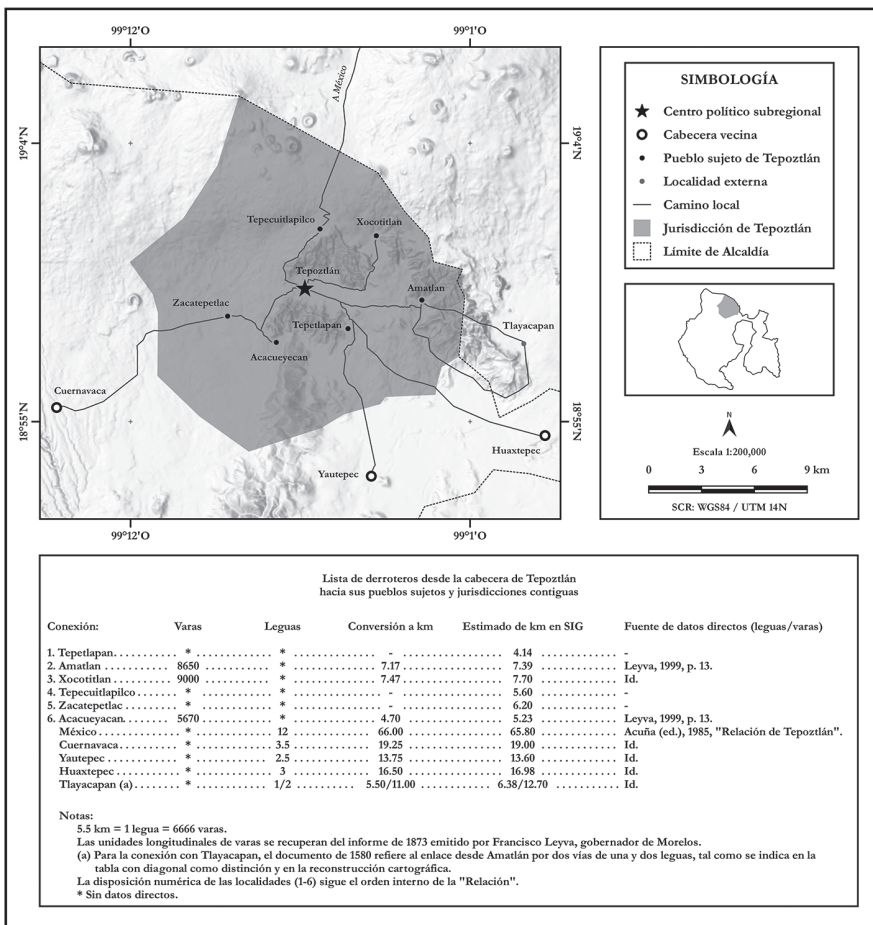 99°12'O
99°1'O
19°4'N
19°4'N
A México
Tepecuitlapilco
Xocotitlan
Tepoztlán
Amatlan
Zacatepetlac
Tepetlapan
Tlayacapan
Acacueyecan
Cuernavaca
18°55'N
18°55'N
Huaxtepec
Yautepec
99°12'O
99°1'O
SIMBOLOGÍA
Centro político subregional
Cabecera vecina
Pueblo sujeto de Tepoztlán
Localidad externa
Camino local
Jurisdicción de Tepoztlán
Límite de Alcaldía
N
Escala 1:200,000
0 3 6 9 km
SCR: WGS84 / UTM 14N
Lista de derroteros desde la cabecera de Tepoztlán
hacia sus pueblos sujetos y jurisdicciones contiguas
Conexión: Varas Leguas Conversión a km Estimado de km en SIG Fuente de datos directos (leguas/varas)
1. Tepetlapan. . . . . . . . . . * . . . . . . . . . . * . . . . . . . . . . - . . . . . . . . . . 4.14 . . . . . . . . . . -
2. Amatlan . . . . . . . . . . 8650 . . . . . . . . . . * . . . . . . . . . . 7.17 . . . . . . . . . . 7.39 . . . . . . . . . . Leyva, 1999, p. 13.
3. Xocotitlan . . . . . . . . . . 9000 . . . . . . . . . . * . . . . . . . . . . 7.47 . . . . . . . . . . 7.70 . . . . . . . . . . Id.
4. Tepecuitlapilco . . . . . . . . . . * . . . . . . . . . . * . . . . . . . . . . - . . . . . . . . . . 5.60 . . . . . . . . . . -
5. Zacatepetlac . . . . . . . . . . * . . . . . . . . . . * . . . . . . . . . . - . . . . . . . . . . 6.20 . . . . . . . . . . -
6. Acacueyacan. . . . . . . . . . 5670 . . . . . . . . . . * . . . . . . . . . . 4.70 . . . . . . . . . . 5.23 . . . . . . . . . . Leyva, 1999, p. 13.
México . . . . . . . . . . * . . . . . . . . . . 12 . . . . . . . . . . 66.00 . . . . . . . . . . 65.80 . . . . . . . . . . Acuña (ed.), 1985, "Relación de Tepoztlán".
Cuernavaca . . . . . . . . . . * . . . . . . . . . . 3.5 . . . . . . . . . . 19.25 . . . . . . . . . . 19.00 . . . . . . . . . . Id.
Yautepec . . . . . . . . . . * . . . . . . . . . . 2.5 . . . . . . . . . . 13.75 . . . . . . . . . . 13.60 . . . . . . . . . . Id.
Huaxtepec . . . . . . . . . . * . . . . . . . . . . 3 . . . . . . . . . . 16.50 . . . . . . . . . . 16.98 . . . . . . . . . . Id.
Tlayacapan (a) . . . . . . . . . . * . . . . . . . . . . 1/2 . . . . . . . . . . 5.50/11.00 . . . . . . . . . . 6.38/12.70 . . . . . . . . . . Id.
Notas:
5.5 km = 1 legua = 6666 varas.
Las unidades longitudinales de varas se recuperan del informe de 1873 emitido por Francisco Leyva, gobernador de Morelos.
(a) Para la conexión con Tlayacapan, el documento de 1580 refiere al enlace desde Amatlán por dos vías de una y dos leguas, tal como se indica en la
tabla con diagonal como distinción y en la reconstrucción cartográfica.
La disposición numérica de las localidades (1-6) sigue el orden interno de la "Relación".
* Sin datos directos.